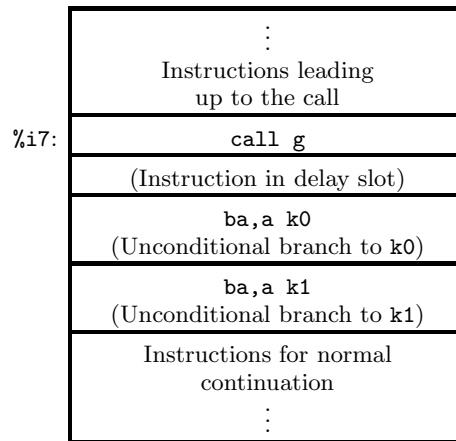 ⋮
Instructions leading
up to the call
%i7: call g
(Instruction in delay slot)
ba,a k0
(Unconditional branch to k0)
ba,a k1
(Unconditional branch to k1)
Instructions for normal
continuation
⋮